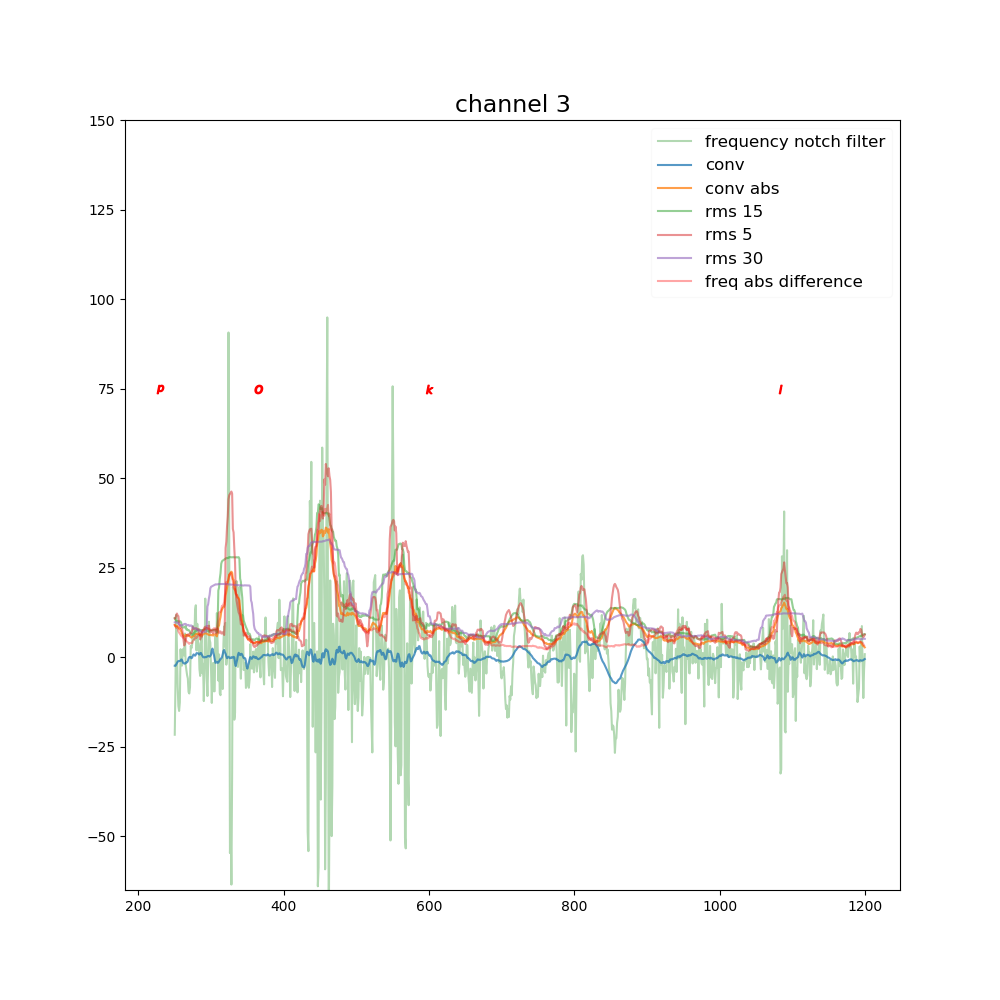 channel 3
150
125
100
75
50
25
0
−25
−50
frequency notch filter
conv
conv abs
rms 15
rms 5
rms 30
freq abs difference
p o k l
200 400 600 800 1000 1200